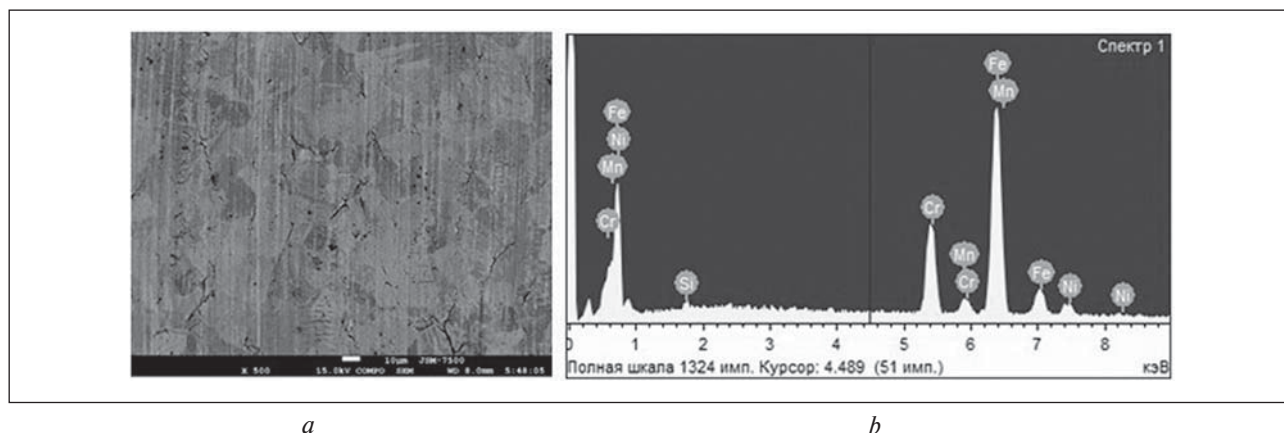 Спектр 1
Fe
Mn
Fe
Ni
Mn
Cr
Cr
Mn
Cr
Fe
Ni
Ni
Si
0 1 2 3 4 5 6 7 8
Полная шкала 1324 имп. Курсор: 4.489 (51 имп.) кэВ
10µm JSM-7500
X 500 15.0kV COMPO SEM WD 8.0mm 5:48:05
a b